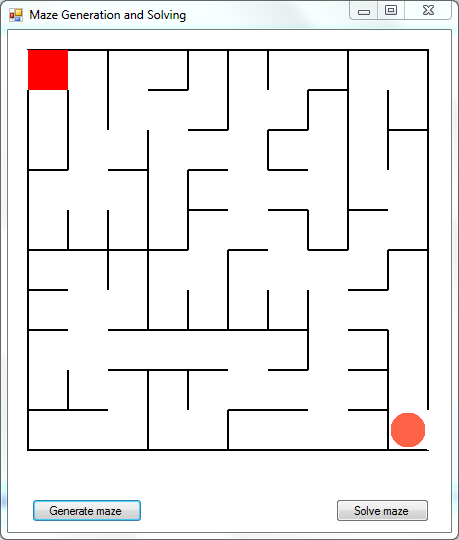 Maze Generation and Solving
Generate maze
Solve maze